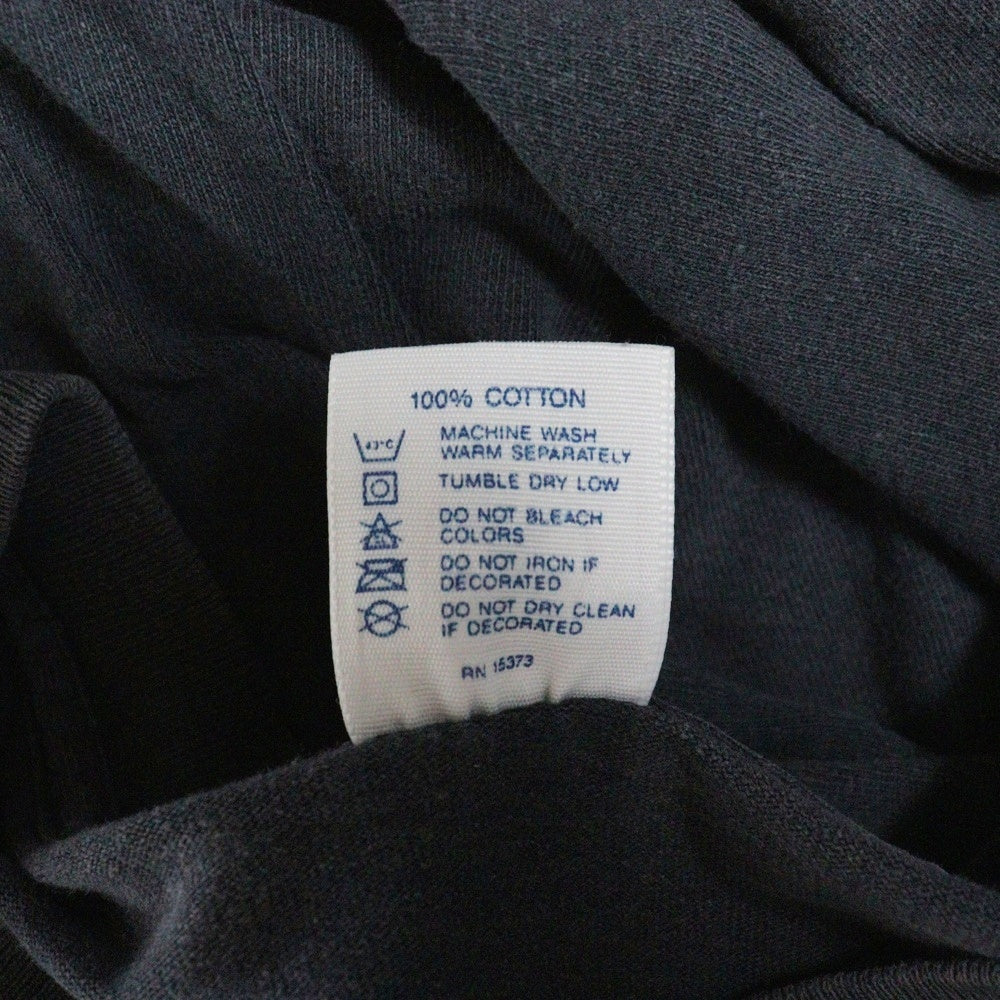 100% COTTON
MACHINE WASH
WARM SEPARATELY
TUMBLE DRY LOW
DO NOT BLEACH
COLORS
DO NOT IRON IF
DECORATED
DO NOT DRY CLEAN
IF DECORATED
RN 15373